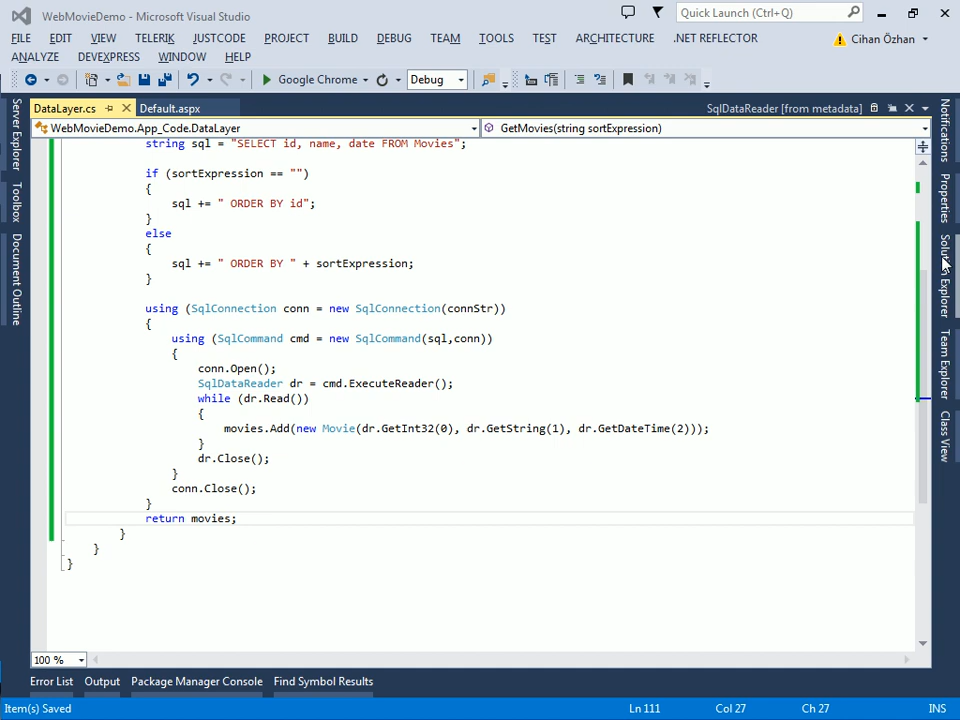 WebMovieDemo - Microsoft Visual Studio
Quick Launch (Ctrl+Q)
FILE EDIT VIEW TELERIK JUSTCODE PROJECT BUILD DEBUG TEAM TOOLS TEST ARCHITECTURE .NET REFLECTOR
Cihan Özhan
ANALYZE DEVEXPRESS WINDOW HELP
Google Chrome Debug
DataLayer.cs Default.aspx SqlDataReader [from metadata]
WebMovieDemo.App_Code.DataLayer GetMovies(string sortExpression)
string sql = "SELECT id, name, date FROM Movies";
if (sortExpression == "")
{
sql += " ORDER BY id";
}
else
{
sql += " ORDER BY " + sortExpression;
}
using (SqlConnection conn = new SqlConnection(connStr))
{
using (SqlCommand cmd = new SqlCommand(sql,conn))
{
conn.Open();
SqlDataReader dr = cmd.ExecuteReader();
while (dr.Read())
{
movies.Add(new Movie(dr.GetInt32(0), dr.GetString(1), dr.GetDateTime(2)));
}
dr.Close();
}
conn.Close();
}
return movies;
}
}
}
Server Explorer
Toolbox
Document Outline
Notifications
Properties
Solution Explorer
Team Explorer
Class View
100 %
Error List Output Package Manager Console Find Symbol Results
Item(s) Saved Ln 111 Col 27 Ch 27 INS